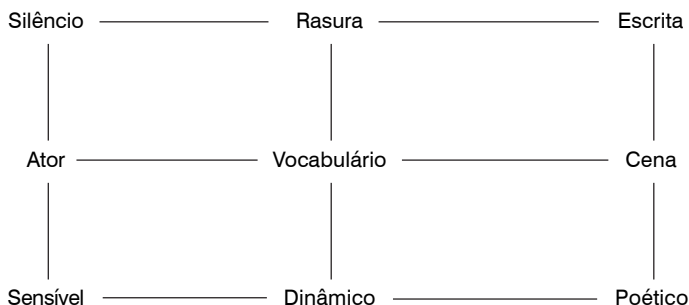 Silêncio Rasura Escrita
Ator Vocabulário Cena
Sensível Dinâmico Poético